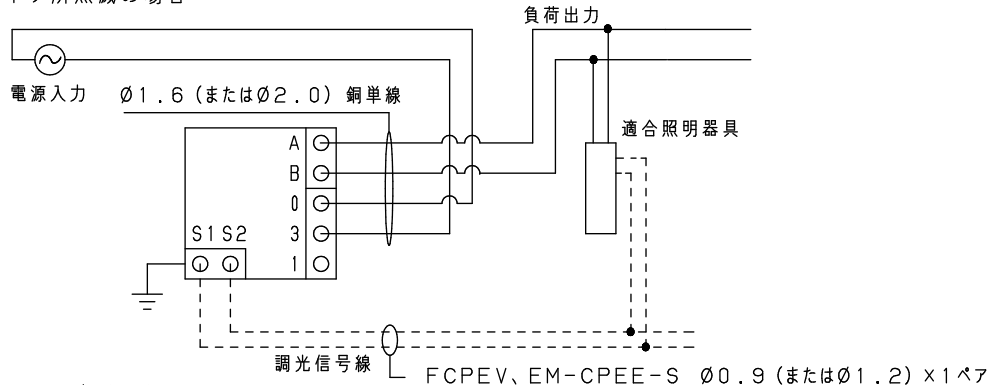 負荷出力
電源入力
Ø1.6(またはØ2.0) 銅単線
適合照明器具
A
B
0
S1 S2
3
1
調光信号線
FCPEV、EM-CPEE-S Ø0.9(またはØ1.2)×1ペア